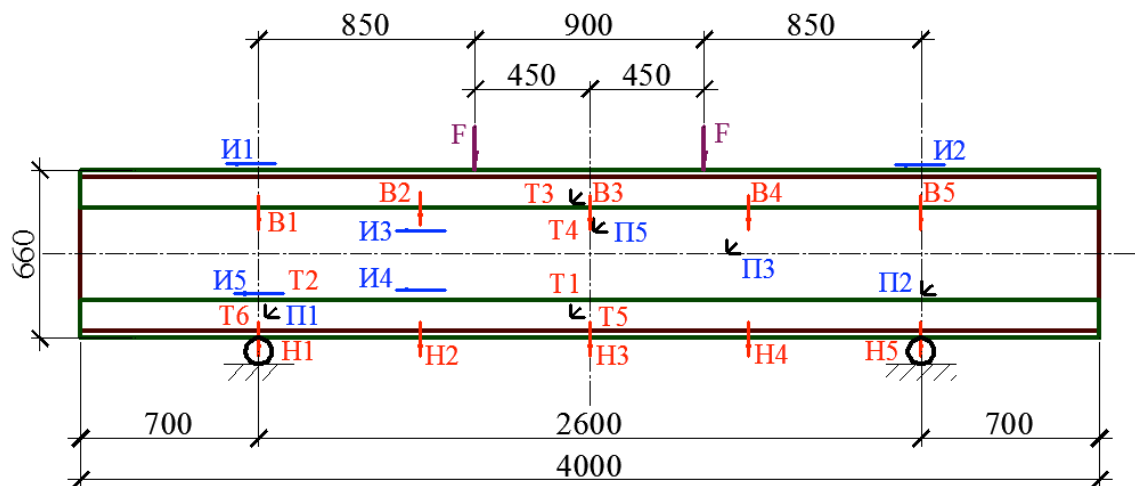 850 900 850
450 450
F F
И1 И2
В2 Т3 В3 В4 В5
В1 И3 Т4 П5
П3
660
И5 Т2 И4 Т1 П2
Т6 П1 Т5
Н1 Н2 Н3 Н4 Н5
700 2600 700
4000